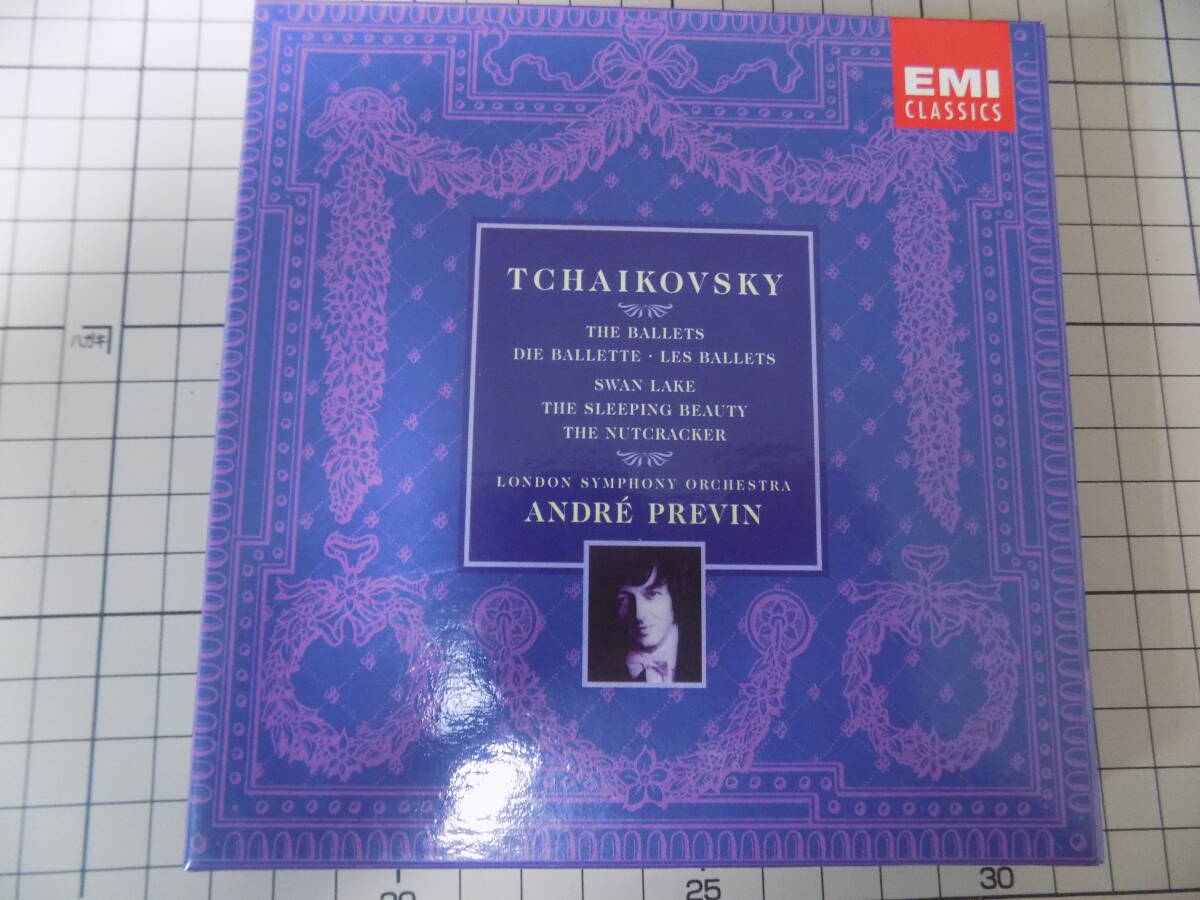 EMI
CLASSICS
TCHAIKOVSKY
THE BALLETS
DIE BALLETTE · LES BALLETS
SWAN LAKE
THE SLEEPING BEAUTY
THE NUTCRACKER
LONDON SYMPHONY ORCHESTRA
ANDRÉ PREVIN
ハガキ
20
25
30